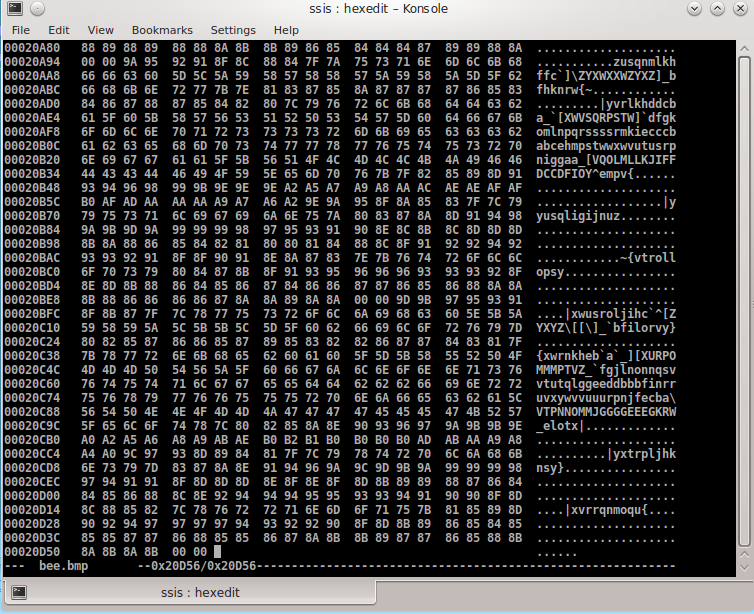 ssis : hexedit – Konsole
File Edit View Bookmarks Settings Help
00020A80 88 89 88 89 88 88 8A 8B 8B 89 86 85 84 84 84 87 89 89 88 8A ....................
00020A94 00 00 9A 95 92 91 8F 8C 88 84 7F 7A 75 73 71 6E 6D 6C 6B 68 ...........zusqnmlkh
00020AA8 66 66 63 60 5D 5C 5A 59 58 57 58 58 57 5A 59 58 5A 5D 5F 62 ffc`]\ZYXWXXWZYXZ]_b
00020ABC 66 68 6B 6E 72 77 7B 7E 81 83 87 85 8A 87 87 87 87 86 85 83 fhknrw{~............
00020AD0 84 86 87 88 87 85 84 82 80 7C 79 76 72 6C 6B 68 64 64 63 62 .........|yvrlkhddcb
00020AE4 61 5F 60 5B 58 57 56 53 51 52 50 53 54 57 5D 60 64 66 67 6B a_`[XWVSQRPSTW]`dfgk
00020AF8 6F 6D 6C 6E 70 71 72 73 73 73 73 72 6D 6B 69 65 63 63 63 62 omlnpqrssssrmkiecccb
00020B0C 61 62 63 65 68 6D 70 73 74 77 77 78 77 76 75 74 75 73 72 70 abcehmpstwwxwvutusrp
00020B20 6E 69 67 67 61 61 5F 5B 56 51 4F 4C 4D 4C 4C 4B 4A 49 46 46 niggaa_[VQOLMLLKJIFF
00020B34 44 43 43 44 46 49 4F 59 5E 65 6D 70 76 7B 7F 82 85 89 8D 91 DCCDFIOY^empv{......
00020B48 93 94 96 98 99 9B 9E 9E 9E A2 A5 A7 A9 A8 AA AC AE AE AF AF ....................
00020B5C B0 AF AD AA AA AA A9 A7 A6 A2 9E 9A 95 8F 8A 85 83 7F 7C 79 ..................|y
00020B70 79 75 73 71 6C 69 67 69 6A 6E 75 7A 80 83 87 8A 8D 91 94 98 yusqligijnuz........
00020B84 9A 9B 9D 9A 99 99 99 98 97 95 93 91 90 8E 8C 8B 8C 8D 8D 8D ....................
00020B98 8B 8A 88 86 85 84 82 81 80 80 81 84 88 8C 8F 91 92 92 94 92 ....................
00020BAC 93 93 92 91 8F 8F 90 91 8E 8A 87 83 7E 7B 76 74 72 6F 6C 6C ............~{vtroll
00020BC0 6F 70 73 79 80 84 87 8B 8F 91 93 95 96 96 96 93 93 93 92 8F opsy................
00020BD4 8E 8D 8B 88 86 84 85 86 87 84 86 86 87 87 86 85 86 88 8A 8A ....................
00020BE8 8B 88 86 86 86 86 87 8A 8A 89 8A 8A 00 00 9D 9B 97 95 93 91 ....................
00020BFC 8F 8B 87 7F 7C 78 77 75 73 72 6F 6C 6A 69 68 63 60 5E 5B 5A ....|xwusroljihc`^[Z
00020C10 59 58 59 5A 5C 5B 5B 5C 5D 5F 60 62 66 69 6C 6F 72 76 79 7D YXYZ\[[\]_`bfilorvy}
00020C24 80 82 85 87 86 86 85 87 89 85 83 82 82 86 87 87 84 83 81 7F ....................
00020C38 7B 78 77 72 6E 6B 68 65 62 60 61 60 5F 5D 5B 58 55 52 50 4F {xwrnkheb`a`_][XURPO
00020C4C 4D 4D 4D 50 54 56 5A 5F 60 66 67 6A 6C 6E 6F 6E 6E 71 73 76 MMMPTVZ_`fgjlnonnqsv
00020C60 76 74 75 74 71 6C 67 67 65 65 64 64 62 62 62 66 69 6E 72 72 vtutqlggeeddbbbfinrr
00020C74 75 76 78 79 77 76 76 75 75 75 72 70 6E 6A 66 65 63 62 61 5C uvxywvvuuurpnjfecba\
00020C88 56 54 50 4E 4E 4F 4D 4D 4A 47 47 47 47 45 45 45 47 4B 52 57 VTPNNOMMJGGGGEEEGKRW
00020C9C 5F 65 6C 6F 74 78 7C 80 82 85 8A 8E 90 93 96 97 9A 9B 9B 9E _elotx|.............
00020CB0 A0 A2 A5 A6 A8 A9 AB AE B0 B2 B1 B0 B0 B0 B0 AD AB AA A9 A8 ....................
00020CC4 A4 A0 9C 97 93 8D 89 84 81 7F 7C 79 78 74 72 70 6C 6A 68 6B ..........|yxtrpljhk
00020CD8 6E 73 79 7D 83 87 8A 8E 91 94 96 9A 9C 9D 9B 9A 99 99 99 98 nsy}................
00020CEC 97 94 91 91 8F 8D 8D 8D 8E 8F 8E 8F 8D 8B 89 89 88 87 86 84 ....................
00020D00 84 85 86 88 8C 8E 92 94 94 94 95 95 93 93 94 91 90 90 8F 8D ....................
00020D14 8C 88 85 82 7C 78 76 72 72 71 6E 6D 6F 71 75 7B 81 85 89 8D ....|xvrrqnmoqu{....
00020D28 90 92 94 97 97 97 97 94 93 92 92 90 8F 8D 8B 89 86 85 84 85 ....................
00020D3C 85 85 87 87 86 88 85 85 86 87 8A 8B 8B 89 87 87 86 85 88 8B ....................
00020D50 8A 8B 8A 8B 00 00 ......
--- bee.bmp --0x20D56/0x20D56--------------------------------------------------------------
ssis : hexedit